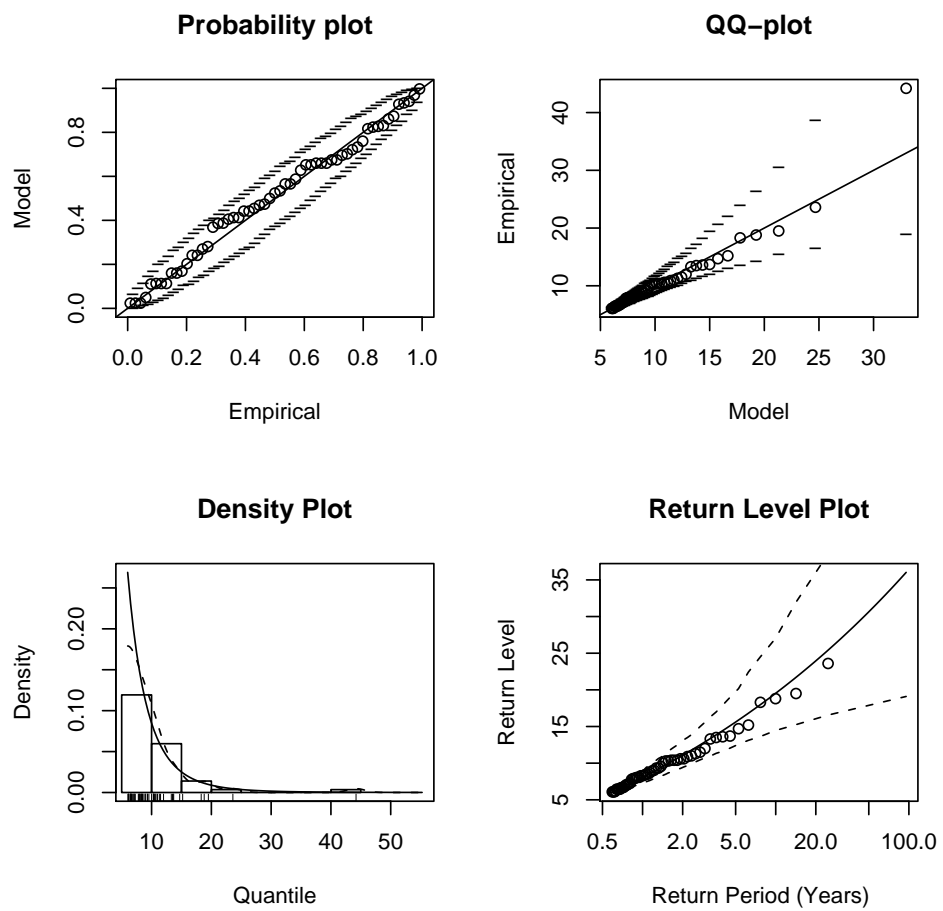 Probability plot
Model
0.0 0.4 0.8
0.0 0.2 0.4 0.6 0.8 1.0
Empirical
QQ−plot
Empirical
10 20 30 40
5 10 15 20 25 30
Model
Density Plot
Density
0.00 0.10 0.20
10 20 30 40 50
Quantile
Return Level Plot
Return Level
5 15 25 35
0.5 2.0 5.0 20.0 100.0
Return Period (Years)